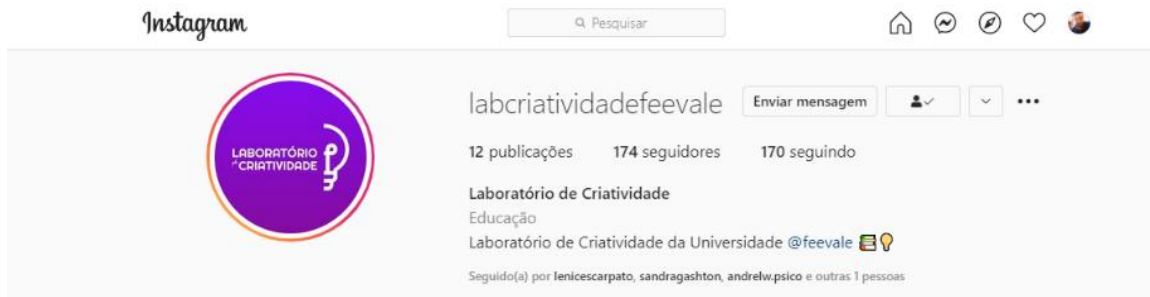 Instagram
Pesquisar
labcriatividadefeevale Enviar mensagem
12 publicações 174 seguidores 170 seguindo
LABORATÓRIO
DE CRIATIVIDADE
Laboratório de Criatividade
Educação
Laboratório de Criatividade da Universidade @feevale 📚💡
Seguido(a) por lenicescarpato, sandragashton, andrelw.psico e outras 1 pessoas